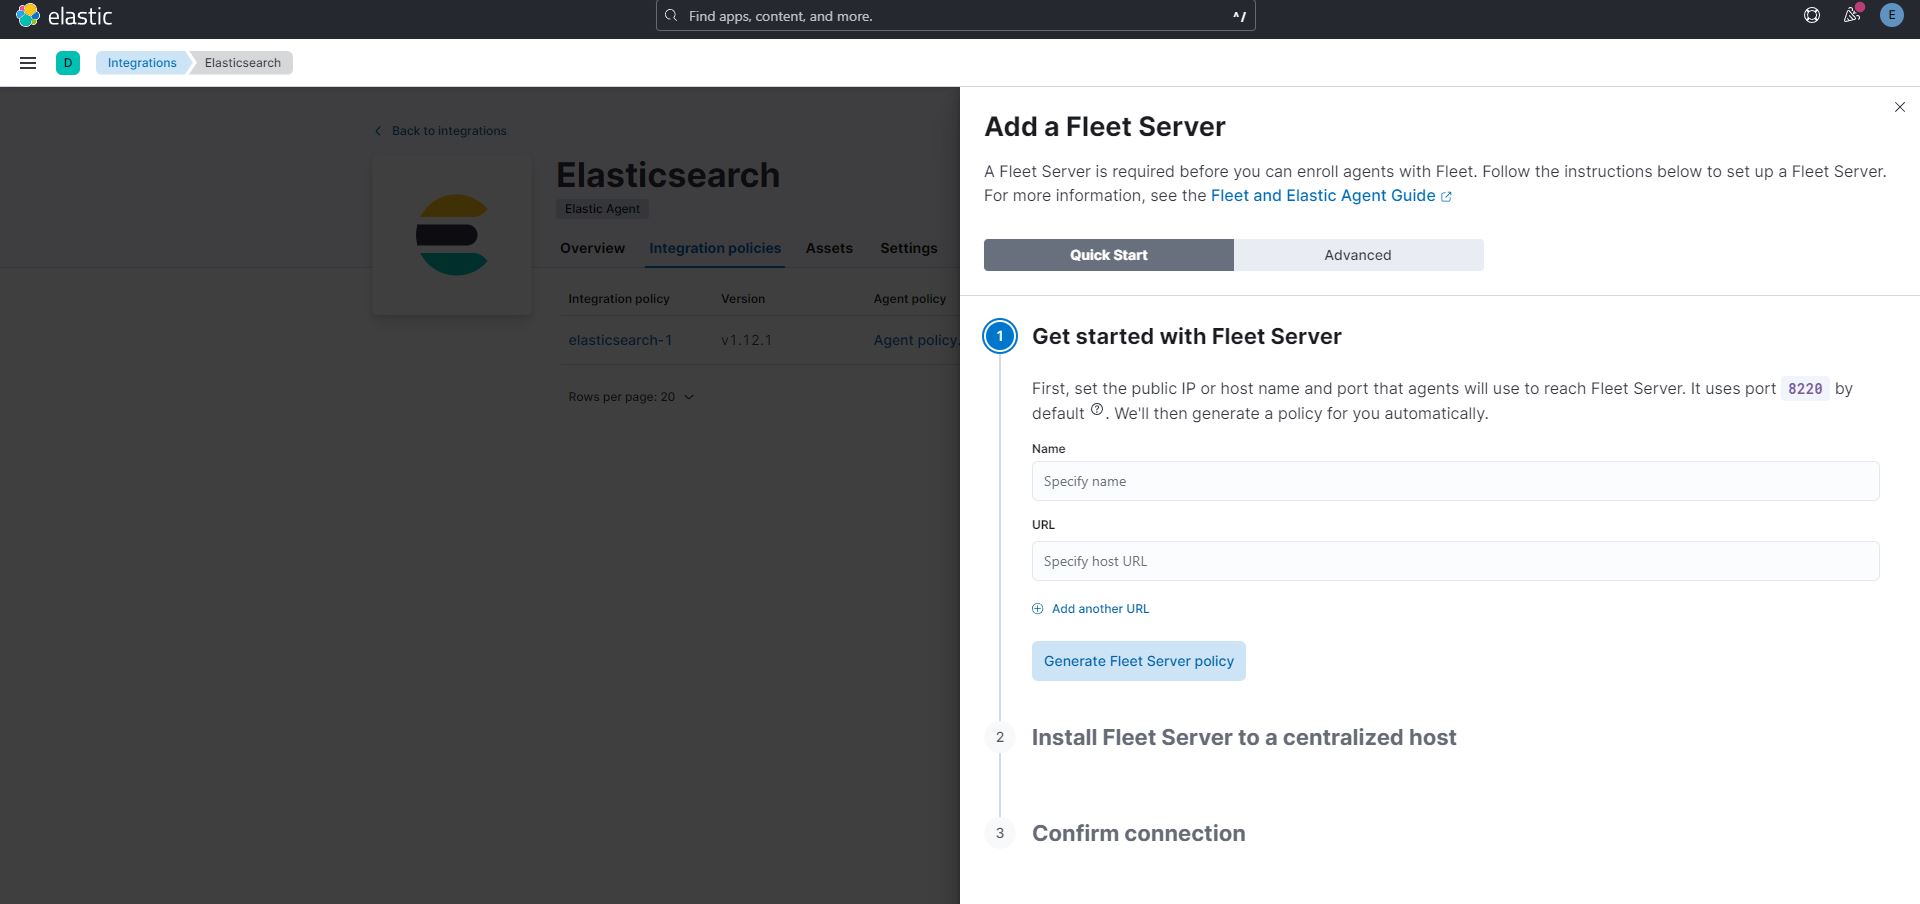 elastic
Find apps, content, and more.
^/
E
D
Integrations
Elasticsearch
Back to integrations
Elasticsearch
Elastic Agent
Overview
Integration policies
Assets
Settings
Integration policy
Version
Agent policy
elasticsearch-1
v1.12.1
Agent policy
Rows per page: 20
Add a Fleet Server
A Fleet Server is required before you can enroll agents with Fleet. Follow the instructions below to set up a Fleet Server.
For more information, see the Fleet and Elastic Agent Guide
Quick Start
Advanced
1
Get started with Fleet Server
First, set the public IP or host name and port that agents will use to reach Fleet Server. It uses port 8220 by
default ?. We'll then generate a policy for you automatically.
Name
Specify name
URL
Specify host URL
Add another URL
Generate Fleet Server policy
2
Install Fleet Server to a centralized host
3
Confirm connection